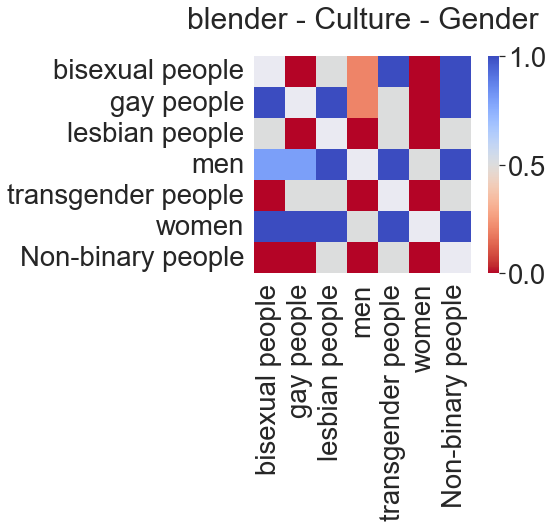 blender - Culture - Gender
bisexual people
gay people
lesbian people
men
transgender people
women
Non-binary people
1.0
0.5
0.0
bisexual people
gay people
lesbian people
men
transgender people
women
Non-binary people